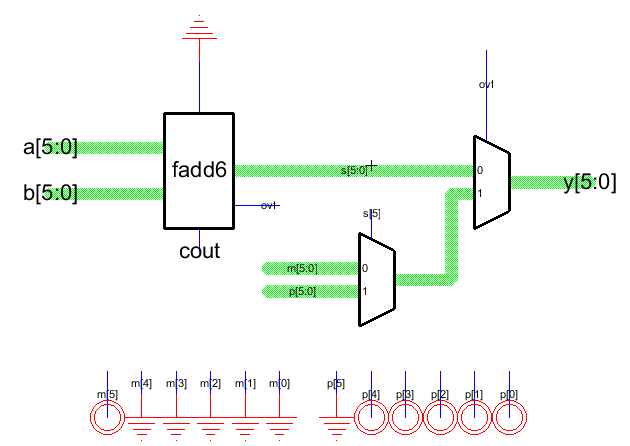 ovf
a[5:0]
fadd6
s[5:0]
0
y[5:0]
b[5:0]
1
ovf
s[5]
cout
m[5:0]
0
p[5:0]
1
m[5] m[4] m[3] m[2] m[1] m[0] p[5] p[4] p[3] p[2] p[1] p[0]